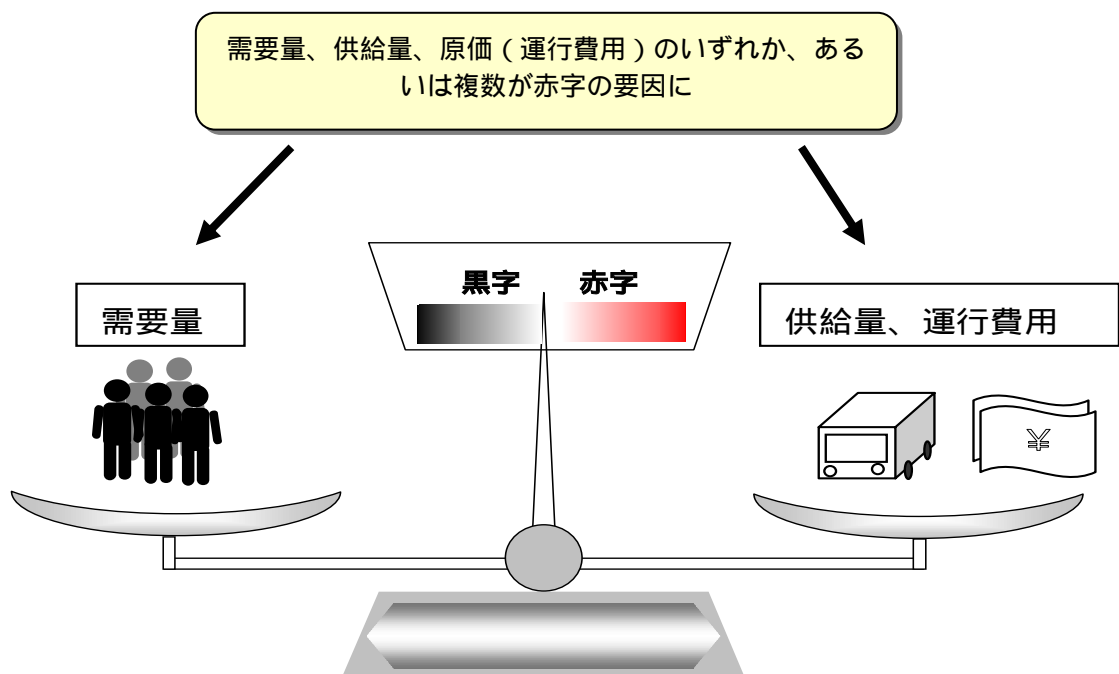 需要量、供給量、原価（運行費用）のいずれか、ある
いは複数が赤字の要因に
黒字
赤字
需要量
供給量、運行費用
¥